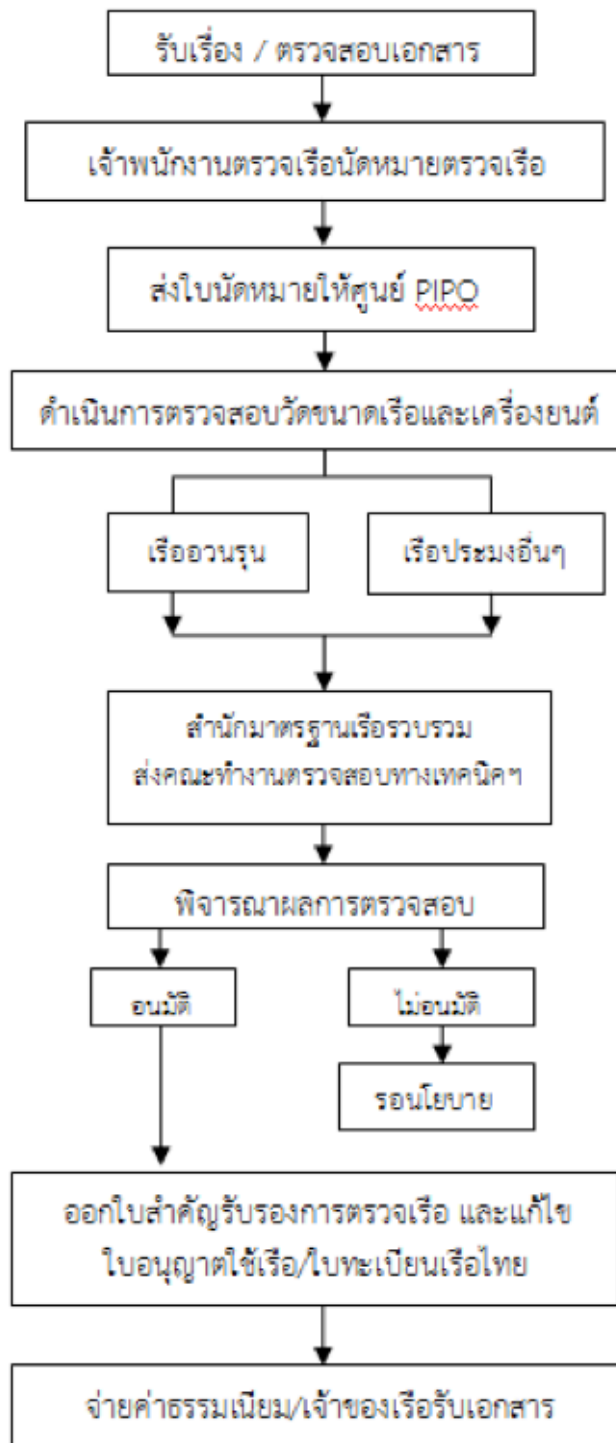 รับเรื่อง / ตรวจสอบเอกสาร
เจ้าพนักงานตรวจเรือนัดหมายตรวจเรือ
ส่งใบนัดหมายให้ศูนย์ PIPO
ดำเนินการตรวจสอบวัดขนาดเรือและเครื่องยนต์
เรืออวนรุน
เรือประมงอื่นๆ
สำนักมาตรฐานเรือรวบรวม
ส่งคณะทำงานตรวจสอบทางเทคนิคฯ
พิจารณาผลการตรวจสอบ
อนุมัติ
ไม่อนุมัติ
รอนโยบาย
ออกใบสำคัญรับรองการตรวจเรือ และแก้ไข
ใบอนุญาตใช้เรือ/ใบทะเบียนเรือไทย
จ่ายค่าธรรมเนียม/เจ้าของเรือรับเอกสาร